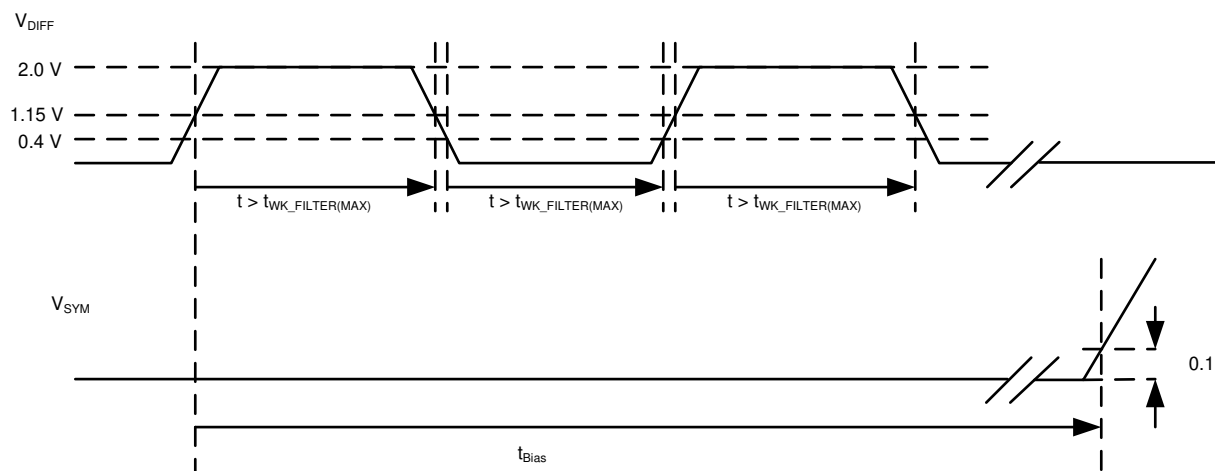 VDIFF
2.0 V
1.15 V
0.4 V
t > tWK_FILTER(MAX)
t > tWK_FILTER(MAX)
t > tWK_FILTER(MAX)
VSYM
0.1
tBias